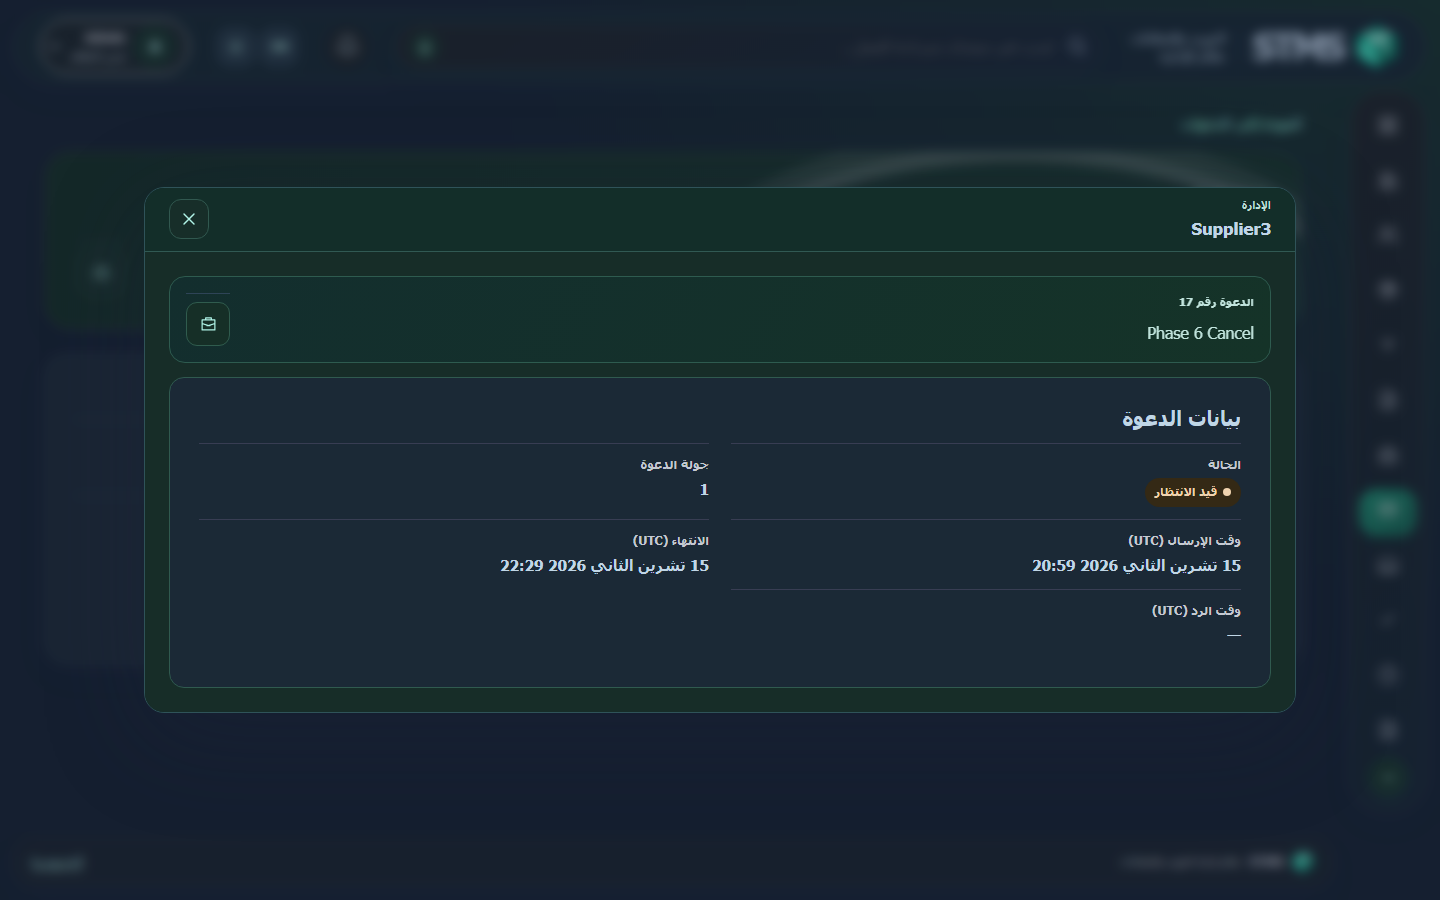 STMS
الإدارة
Supplier3
الدعوة رقم 17
Phase 6 Cancel
بيانات الدعوة
الحالة
قيد الانتظار
جولة الدعوة
1
وقت الإرسال (UTC)
15 تشرين الثاني 2026 20:59
الانتهاء (UTC)
15 تشرين الثاني 2026 22:29
وقت الرد (UTC)
—